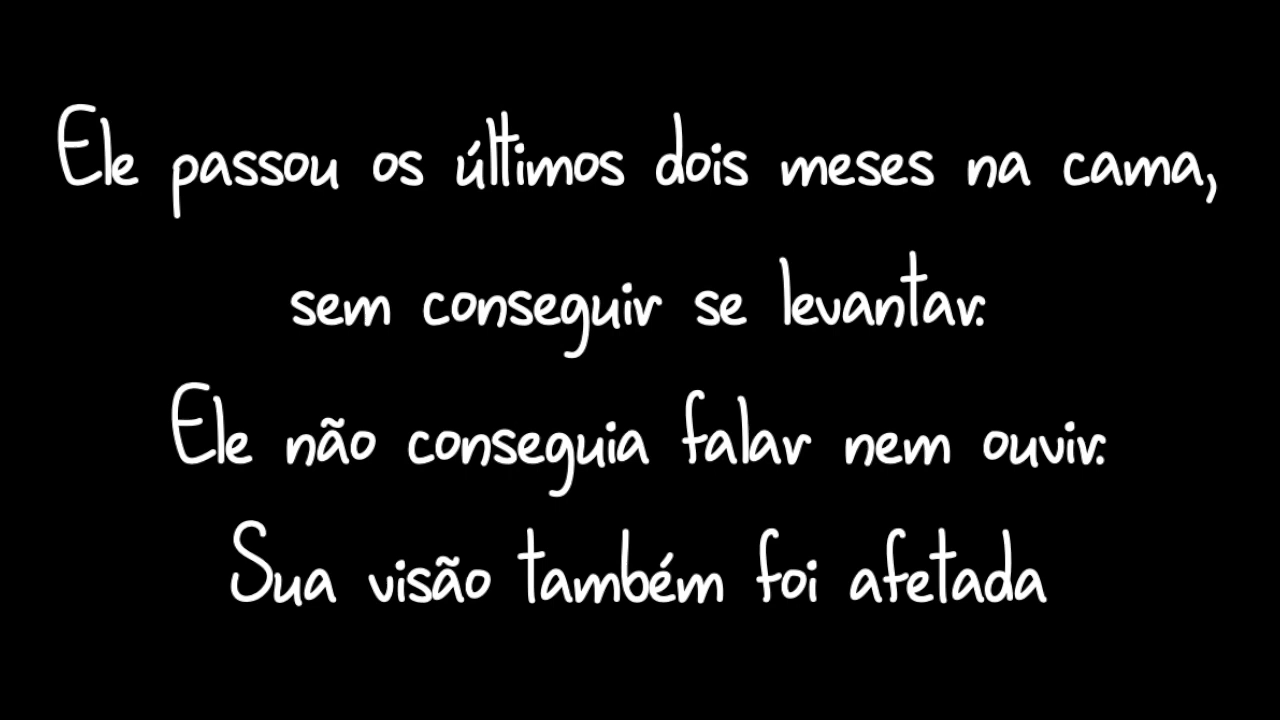 Ele passou os últimos dois meses na cama,
sem conseguir se levantar.
Ele não conseguia falar nem ouvir.
Sua visão também foi afetada